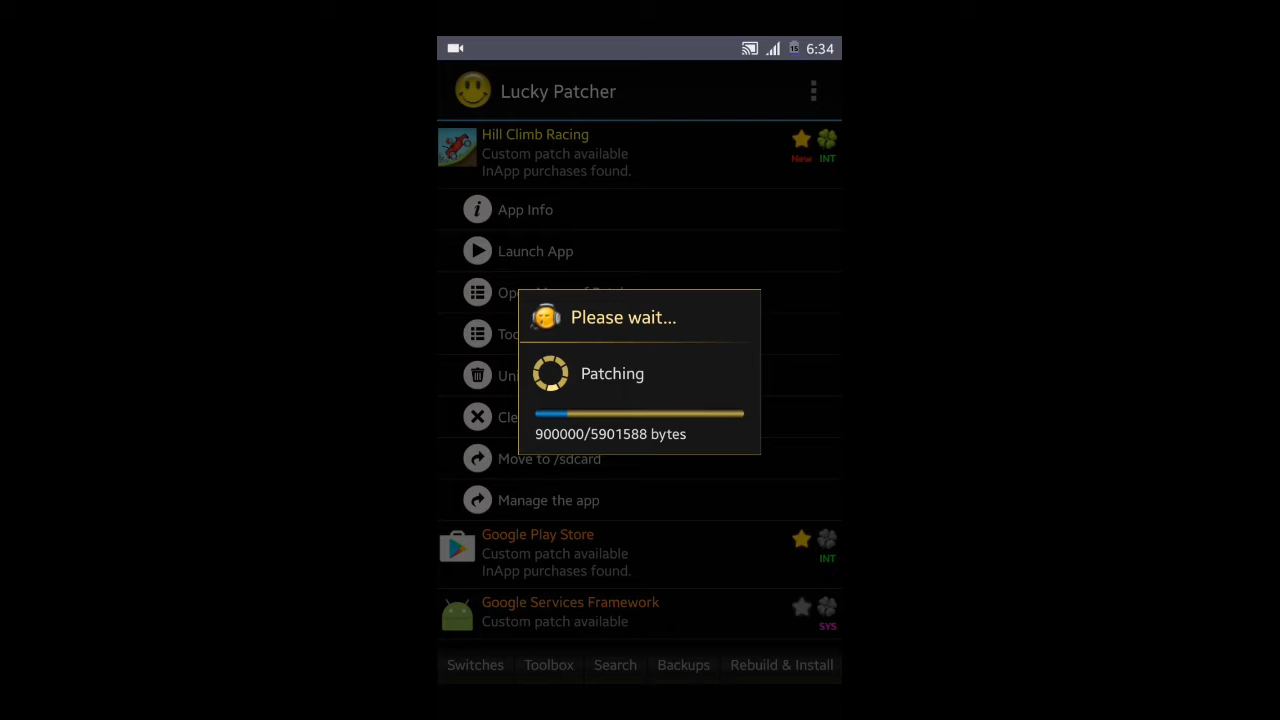 15 6:34
Lucky Patcher
Hill Climb Racing
Custom patch available
InApp purchases found.
New INT
App Info
Launch App
Please wait...
Patching
900000/5901588 bytes
Move to /sdcard
Manage the app
Google Play Store
Custom patch available
InApp purchases found.
INT
Google Services Framework
Custom patch available
SYS
Switches Toolbox Search Backups Rebuild & Install